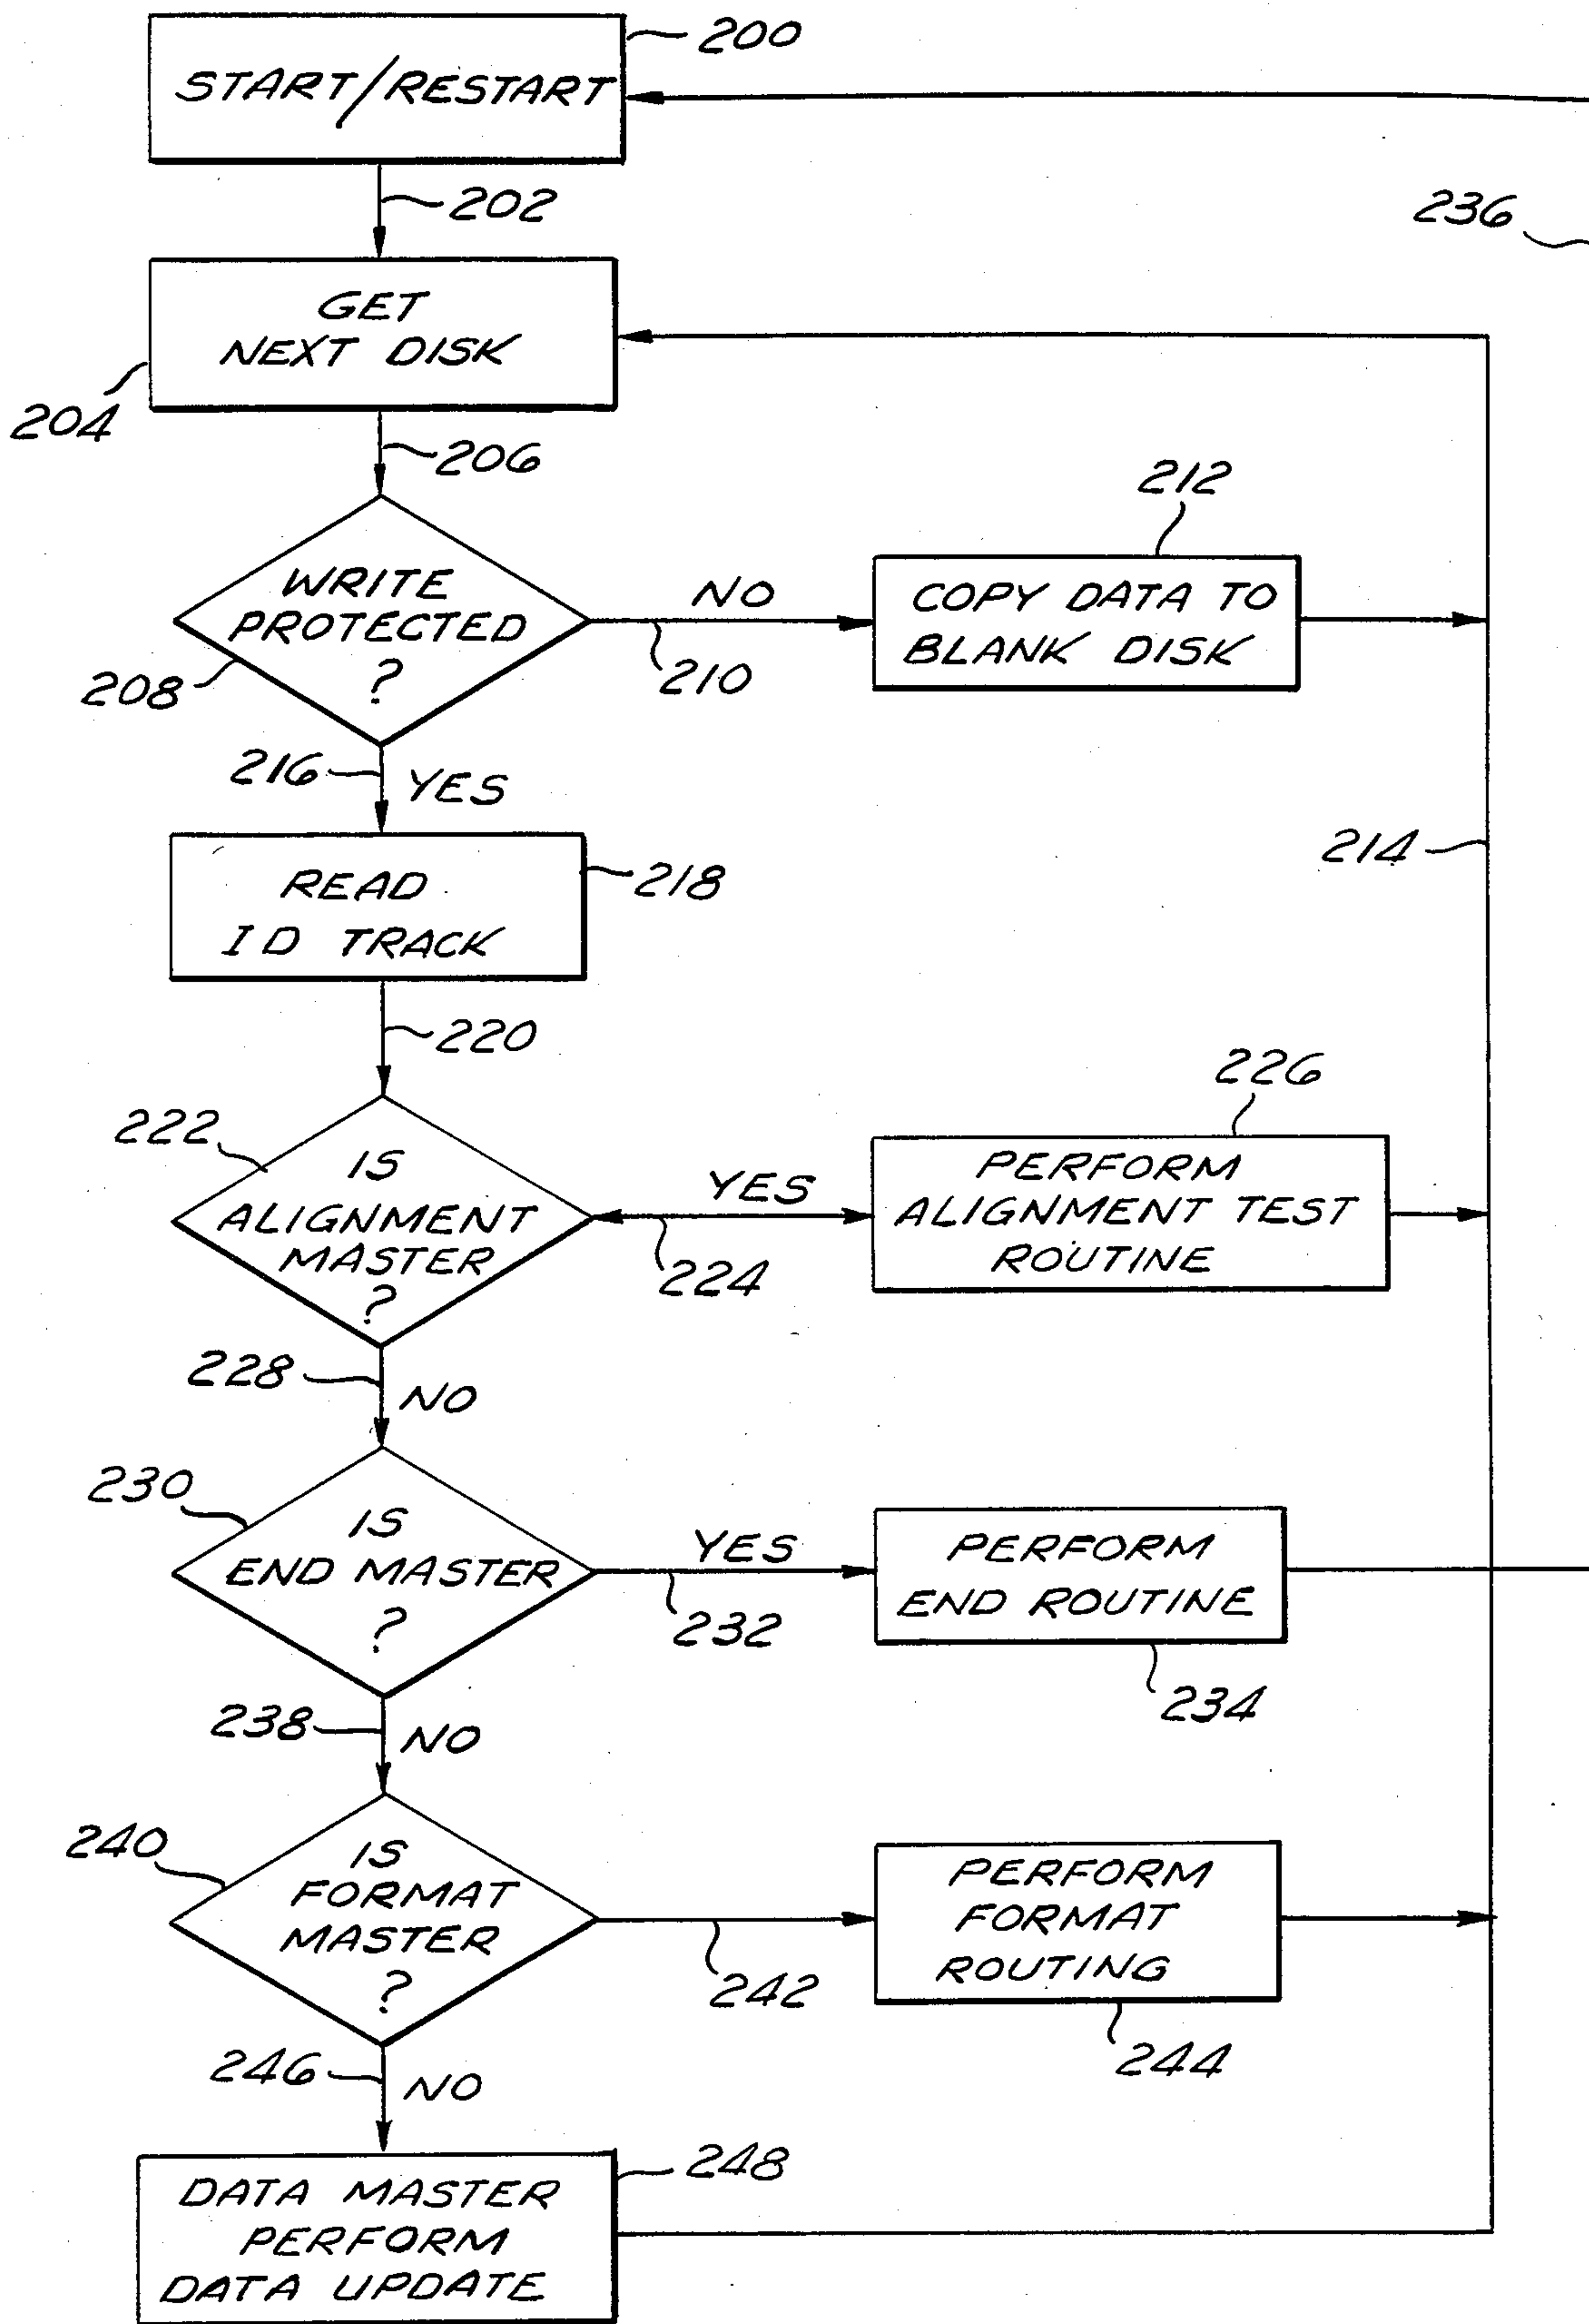 200
START/RESTART
202
236
GET
NEXT DISK
204
206
212
WRITE
PROTECTED
?
NO
COPY DATA TO
BLANK DISK
208
210
216
YES
214
READ
ID TRACK
218
220
226
222
IS
ALIGNMENT
MASTER
?
YES
PERFORM
ALIGNMENT TEST
ROUTINE
224
228
NO
230
IS
END MASTER
?
YES
PERFORM
END ROUTINE
232
234
238
NO
240
IS
FORMAT
MASTER
?
PERFORM
FORMAT
ROUTING
242
244
246
NO
248
DATA MASTER
PERFORM
DATA UPDATE